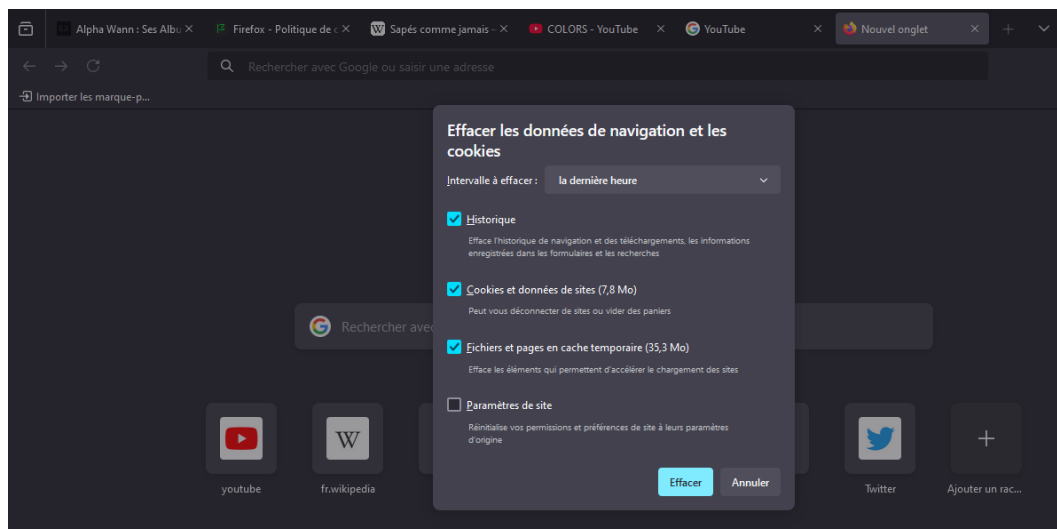 Alpha Wann : Ses Albu
Firefox - Politique de c
Sapés comme jamais –
COLORS - YouTube
YouTube
Nouvel onglet
Rechercher avec Google ou saisir une adresse
Importer les marque-p...
Effacer les données de navigation et les
cookies
Intervalle à effacer : la dernière heure
Historique
Efface l'historique de navigation et des téléchargements, les informations
enregistrées dans les formulaires et les recherches
Cookies et données de sites (7,8 Mo)
Peut vous déconnecter de sites ou vider des paniers
Rechercher avec
Fichiers et pages en cache temporaire (35,3 Mo)
Efface les éléments qui permettent d'accélérer le chargement des sites
Paramètres de site
Réinitialise vos permissions et préférences de site à leurs paramètres
d'origine
Effacer Annuler
youtube
fr.wikipedia
Twitter
Ajouter un rac...